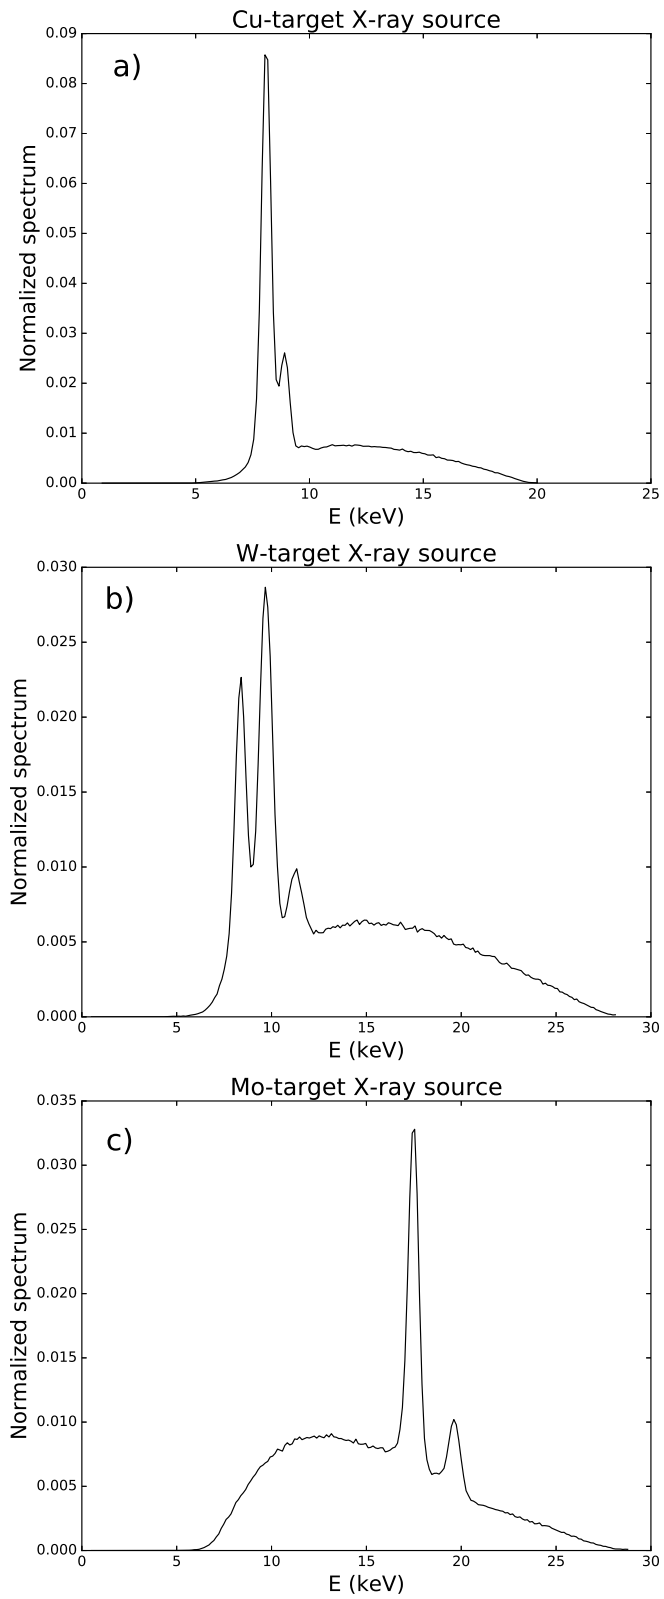 Cu-target X-ray source
a)
0.09
0.08
0.07
0.06
0.05
0.04
0.03
0.02
0.01
0.00
Normalized spectrum
0 5 10 15 20 25
E (keV)
W-target X-ray source
b)
0.030
0.025
0.020
0.015
0.010
0.005
0.000
Normalized spectrum
0 5 10 15 20 25 30
E (keV)
Mo-target X-ray source
c)
0.035
0.030
0.025
0.020
0.015
0.010
0.005
0.000
Normalized spectrum
0 5 10 15 20 25 30
E (keV)